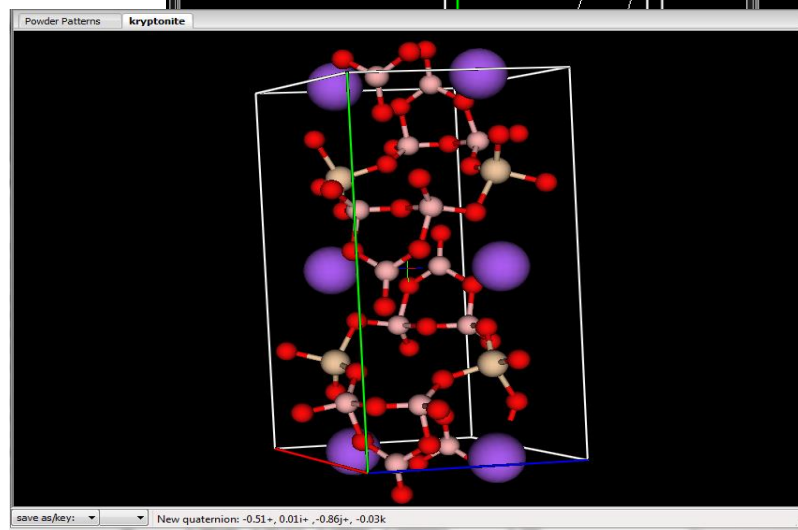 Powder Patterns
kryptonite
save as/key:
New quaternion: -0.51+, 0.01i+ ,-0.86j+, -0.03k